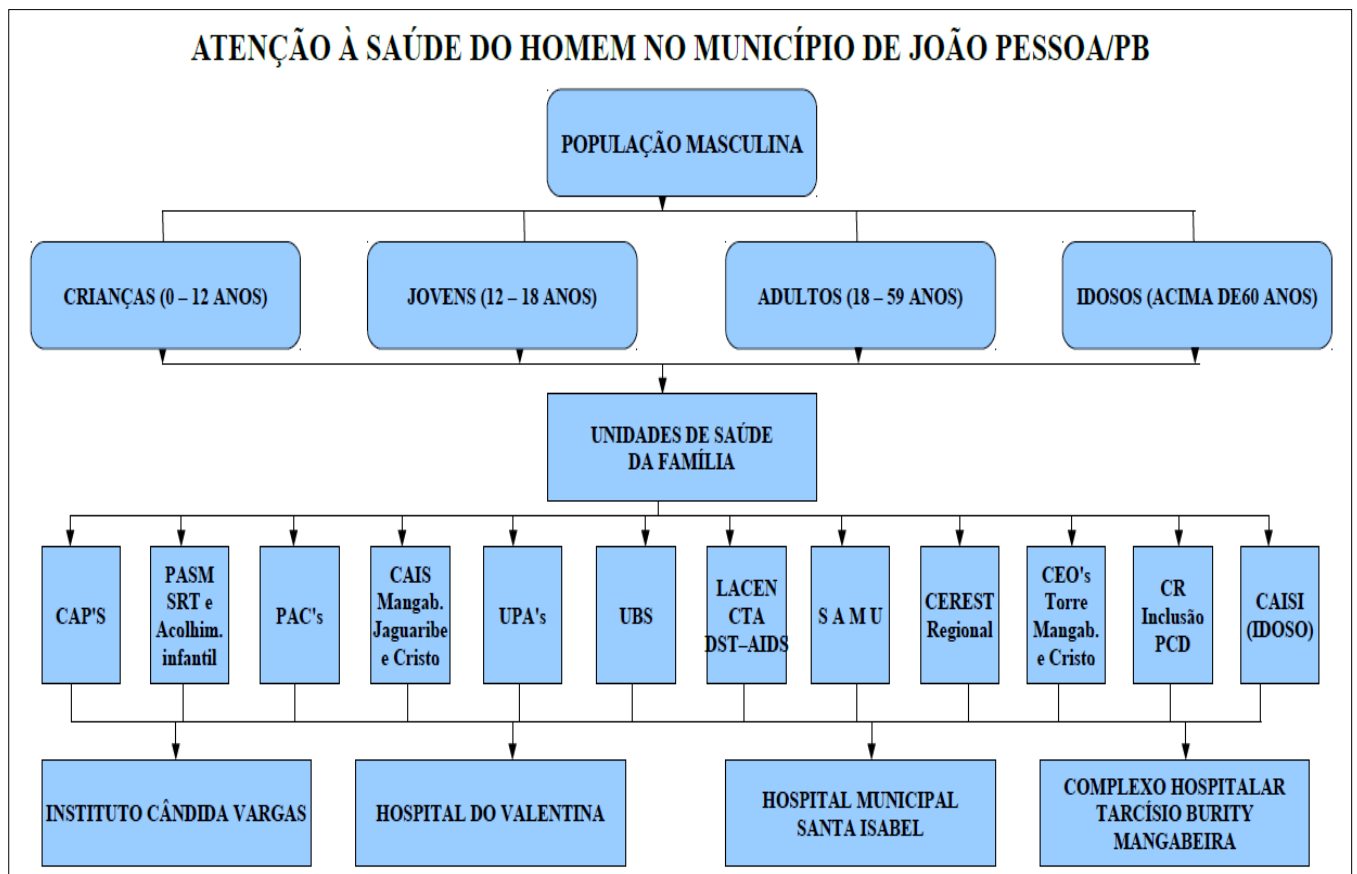 ATENÇÃO À SAÚDE DO HOMEM NO MUNICÍPIO DE JOÃO PESSOA/PB
POPULAÇÃO MASCULINA
CRIANÇAS (0 – 12 ANOS)
JOVENS (12 – 18 ANOS)
ADULTOS (18 – 59 ANOS)
IDOSOS (ACIMA DE60 ANOS)
UNIDADES DE SAÚDE
DA FAMÍLIA
CAP'S
PASM
SRT e
Acolhim.
infantil
PAC's
CAIS
Mangab.
Jaguaribe
e Cristo
UPA's
UBS
LACEN
CTA
DST–AIDS
S A M U
CEREST
Regional
CEO's
Torre
Mangab.
e Cristo
CR
Inclusão
PCD
CAISI
(IDOSO)
INSTITUTO CÂNDIDA VARGAS
HOSPITAL DO VALENTINA
HOSPITAL MUNICIPAL
SANTA ISABEL
COMPLEXO HOSPITALAR
TARCÍSIO BURITY
MANGABEIRA